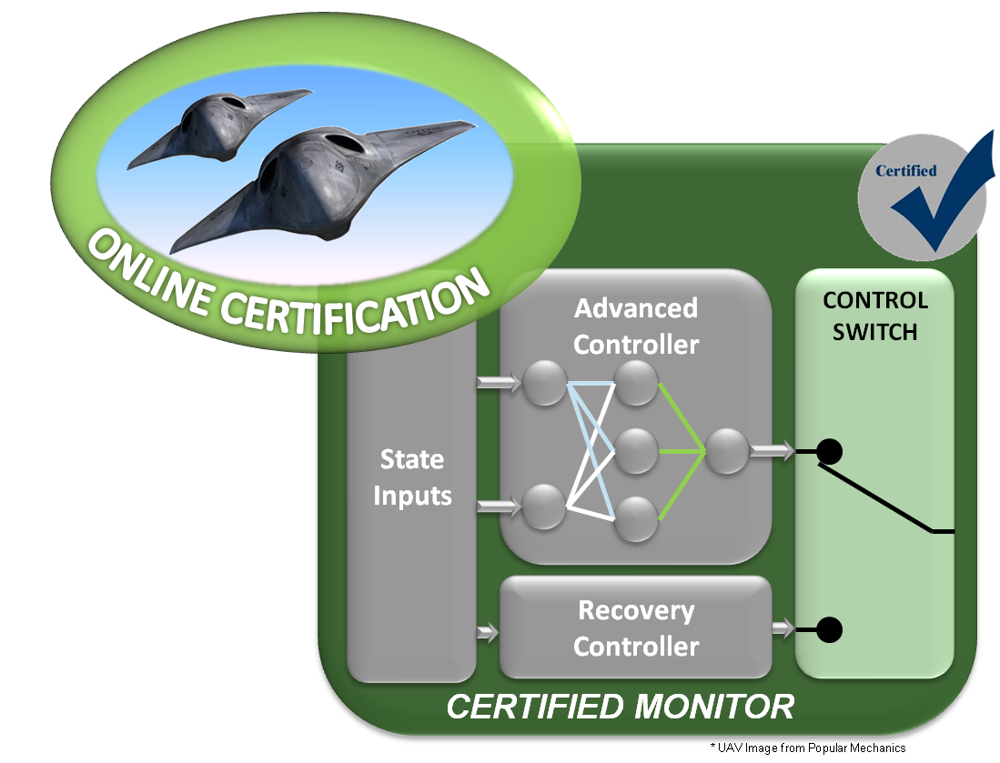 ONLINE CERTIFICATION
Certified
Advanced
Controller
CONTROL
SWITCH
State
Inputs
Recovery
Controller
CERTIFIED MONITOR
* UAV Image from Popular Mechanics